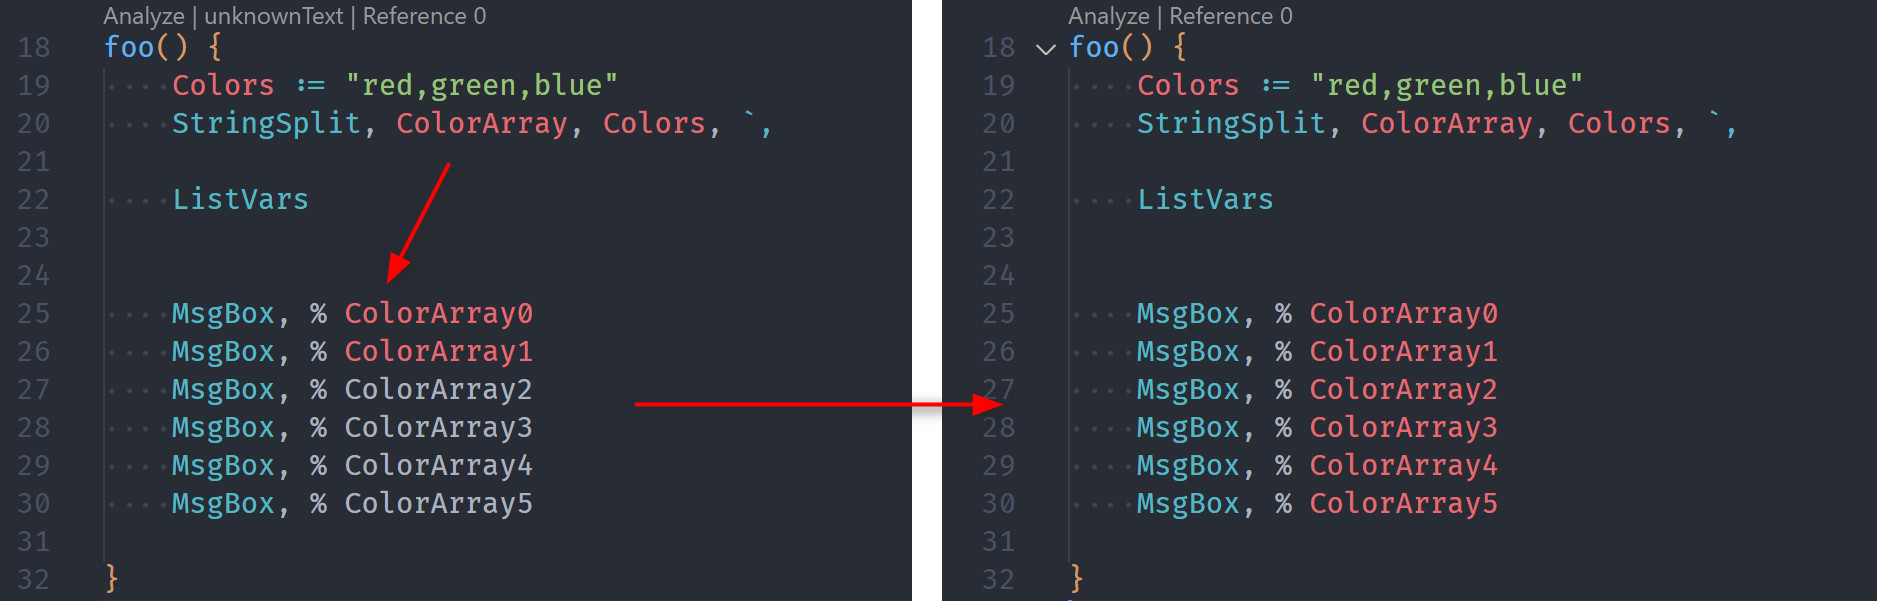 Analyze | unknownText | Reference 0
18 foo() {
19 ····Colors := "red,green,blue"
20 ····StringSplit, ColorArray, Colors, `,
21
22 ····ListVars
23
24
25 ····MsgBox, % ColorArray0
26 ····MsgBox, % ColorArray1
27 ····MsgBox, % ColorArray2
28 ····MsgBox, % ColorArray3
29 ····MsgBox, % ColorArray4
30 ····MsgBox, % ColorArray5
31
32 }
Analyze | Reference 0
18 foo() {
19 ····Colors := "red,green,blue"
20 ····StringSplit, ColorArray, Colors, `,
21
22 ····ListVars
23
24
25 ····MsgBox, % ColorArray0
26 ····MsgBox, % ColorArray1
27 ····MsgBox, % ColorArray2
28 ····MsgBox, % ColorArray3
29 ····MsgBox, % ColorArray4
30 ····MsgBox, % ColorArray5
31
32 }